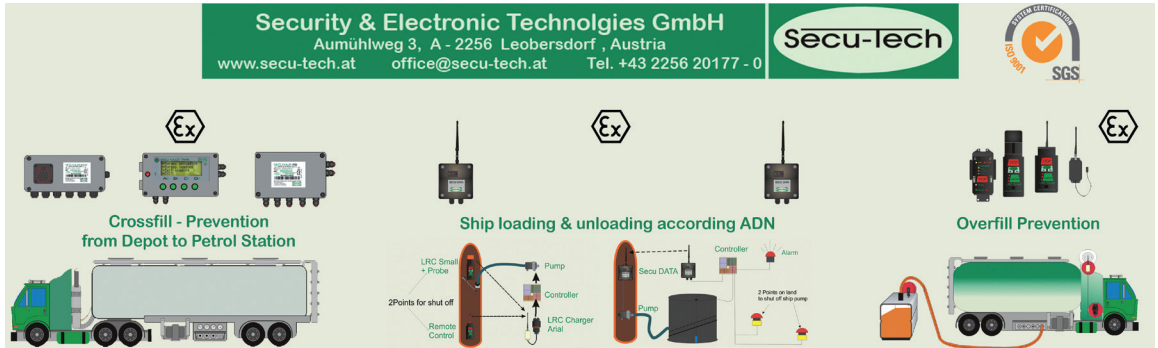 Security & Electronic Technolgies GmbH
Aumühlweg 3, A - 2256 Leobersdorf , Austria
www.secu-tech.at office@secu-tech.at Tel. +43 2256 20177 - 0
Secu-Tech
SYSTEM CERTIFICATION
ISO 9001
SGS
Ex
Ex
Ex
Crossfill - Prevention
from Depot to Petrol Station
Ship loading & unloading according ADN
Overfill Prevention
LRC Small
+ Probe
Pump
Controller
2Points for shut off
Remote
Control
LRC Charger
Arial
Controller
Alarm
Secu DATA
2 Points on land
to shut off ship pump
Pump